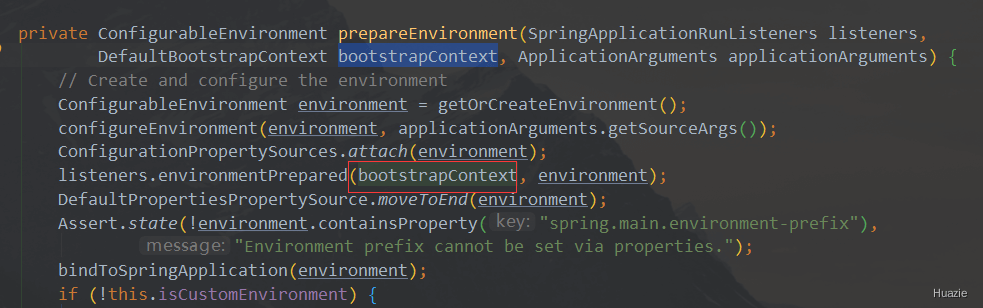 private ConfigurableEnvironment prepareEnvironment(SpringApplicationRunListeners listeners,
DefaultBootstrapContext bootstrapContext, ApplicationArguments applicationArguments) {
// Create and configure the environment
ConfigurableEnvironment environment = getOrCreateEnvironment();
configureEnvironment(environment, applicationArguments.getSourceArgs());
ConfigurationPropertySources.attach(environment);
listeners.environmentPrepared(bootstrapContext, environment);
DefaultPropertiesPropertySource.moveToEnd(environment);
Assert.state(!environment.containsProperty( key: "spring.main.environment-prefix"),
message: "Environment prefix cannot be set via properties.");
bindToSpringApplication(environment);
if (!this.isCustomEnvironment) {
Huazie